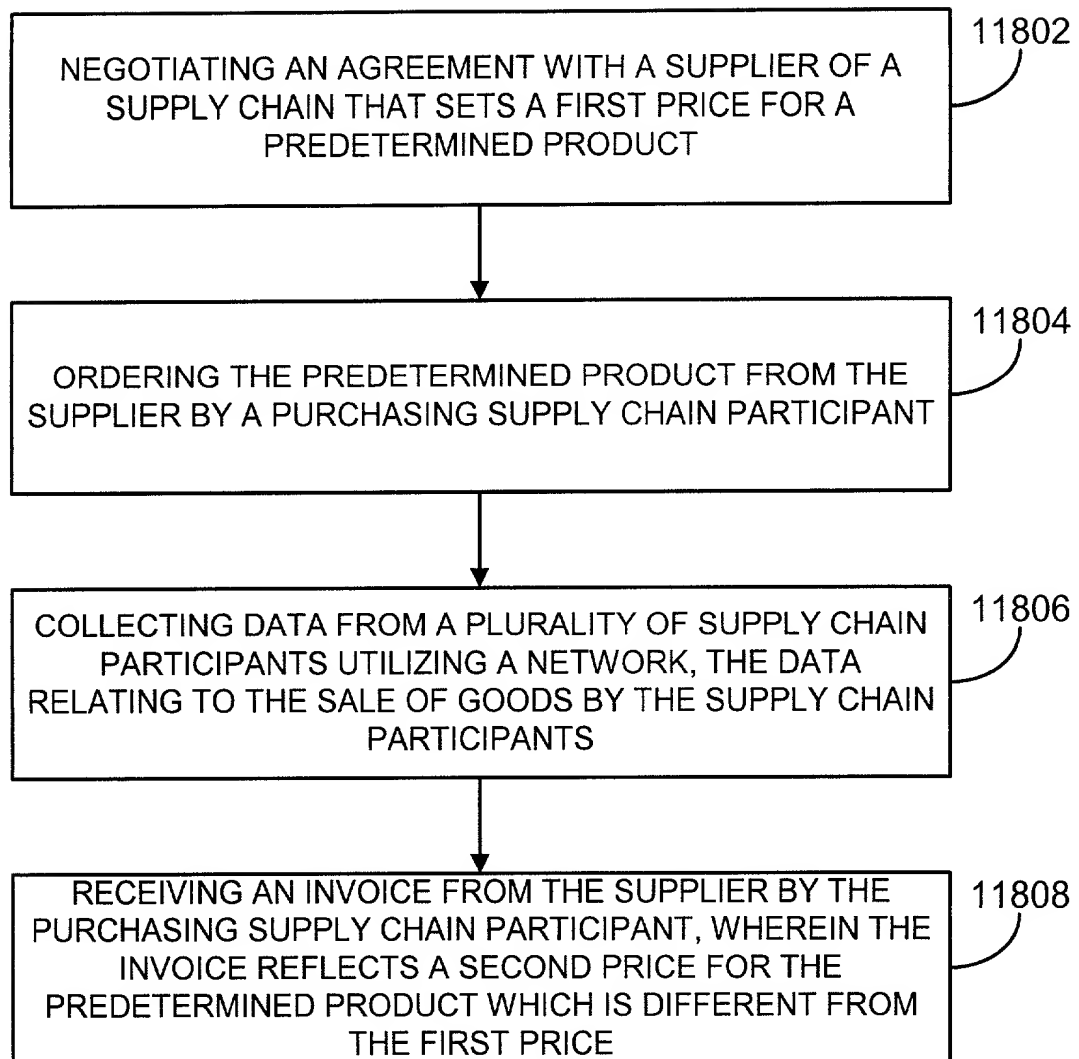 11802
NEGOTIATING AN AGREEMENT WITH A SUPPLIER OF A
SUPPLY CHAIN THAT SETS A FIRST PRICE FOR A
PREDETERMINED PRODUCT
11804
ORDERING THE PREDETERMINED PRODUCT FROM THE
SUPPLIER BY A PURCHASING SUPPLY CHAIN PARTICIPANT
11806
COLLECTING DATA FROM A PLURALITY OF SUPPLY CHAIN
PARTICIPANTS UTILIZING A NETWORK, THE DATA
RELATING TO THE SALE OF GOODS BY THE SUPPLY CHAIN
PARTICIPANTS
11808
RECEIVING AN INVOICE FROM THE SUPPLIER BY THE
PURCHASING SUPPLY CHAIN PARTICIPANT, WHEREIN THE
INVOICE REFLECTS A SECOND PRICE FOR THE
PREDETERMINED PRODUCT WHICH IS DIFFERENT FROM
THE FIRST PRICE